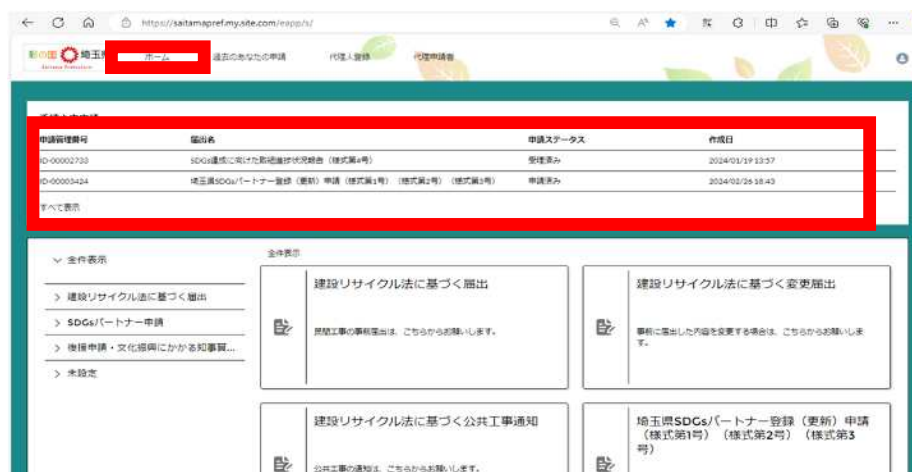 https://saitamapref.my.site.com/eapp/s/
彩の国 埼玉県
ホーム
過去のあなたの申請
代理人登録
代理申請者
申請管理番号 届出名 申請ステータス 作成日
ID-00002733 SDGs達成に向けた取組進捗状況報告（様式第4号） 受理済み 2024/01/19 13:57
ID-00003424 埼玉県SDGsパートナー登録（更新）申請（様式第1号）（様式第2号）（様式第3号） 申請済み 2024/02/26 18:43
すべて表示
全件表示
建設リサイクル法に基づく届出
SDGsパートナー申請
後援申請・文化振興にかかる知事賞...
未設定
全件表示
建設リサイクル法に基づく届出
民間工事の事前届出は、こちらからお願いします。
建設リサイクル法に基づく変更届出
事前に届出した内容を変更する場合は、こちらからお願いしま
す。
建設リサイクル法に基づく公共工事通知
公共工事の通知は、こちらからお願いします。
埼玉県SDGsパートナー登録（更新）申請
（様式第1号）（様式第2号）（様式第3
号）